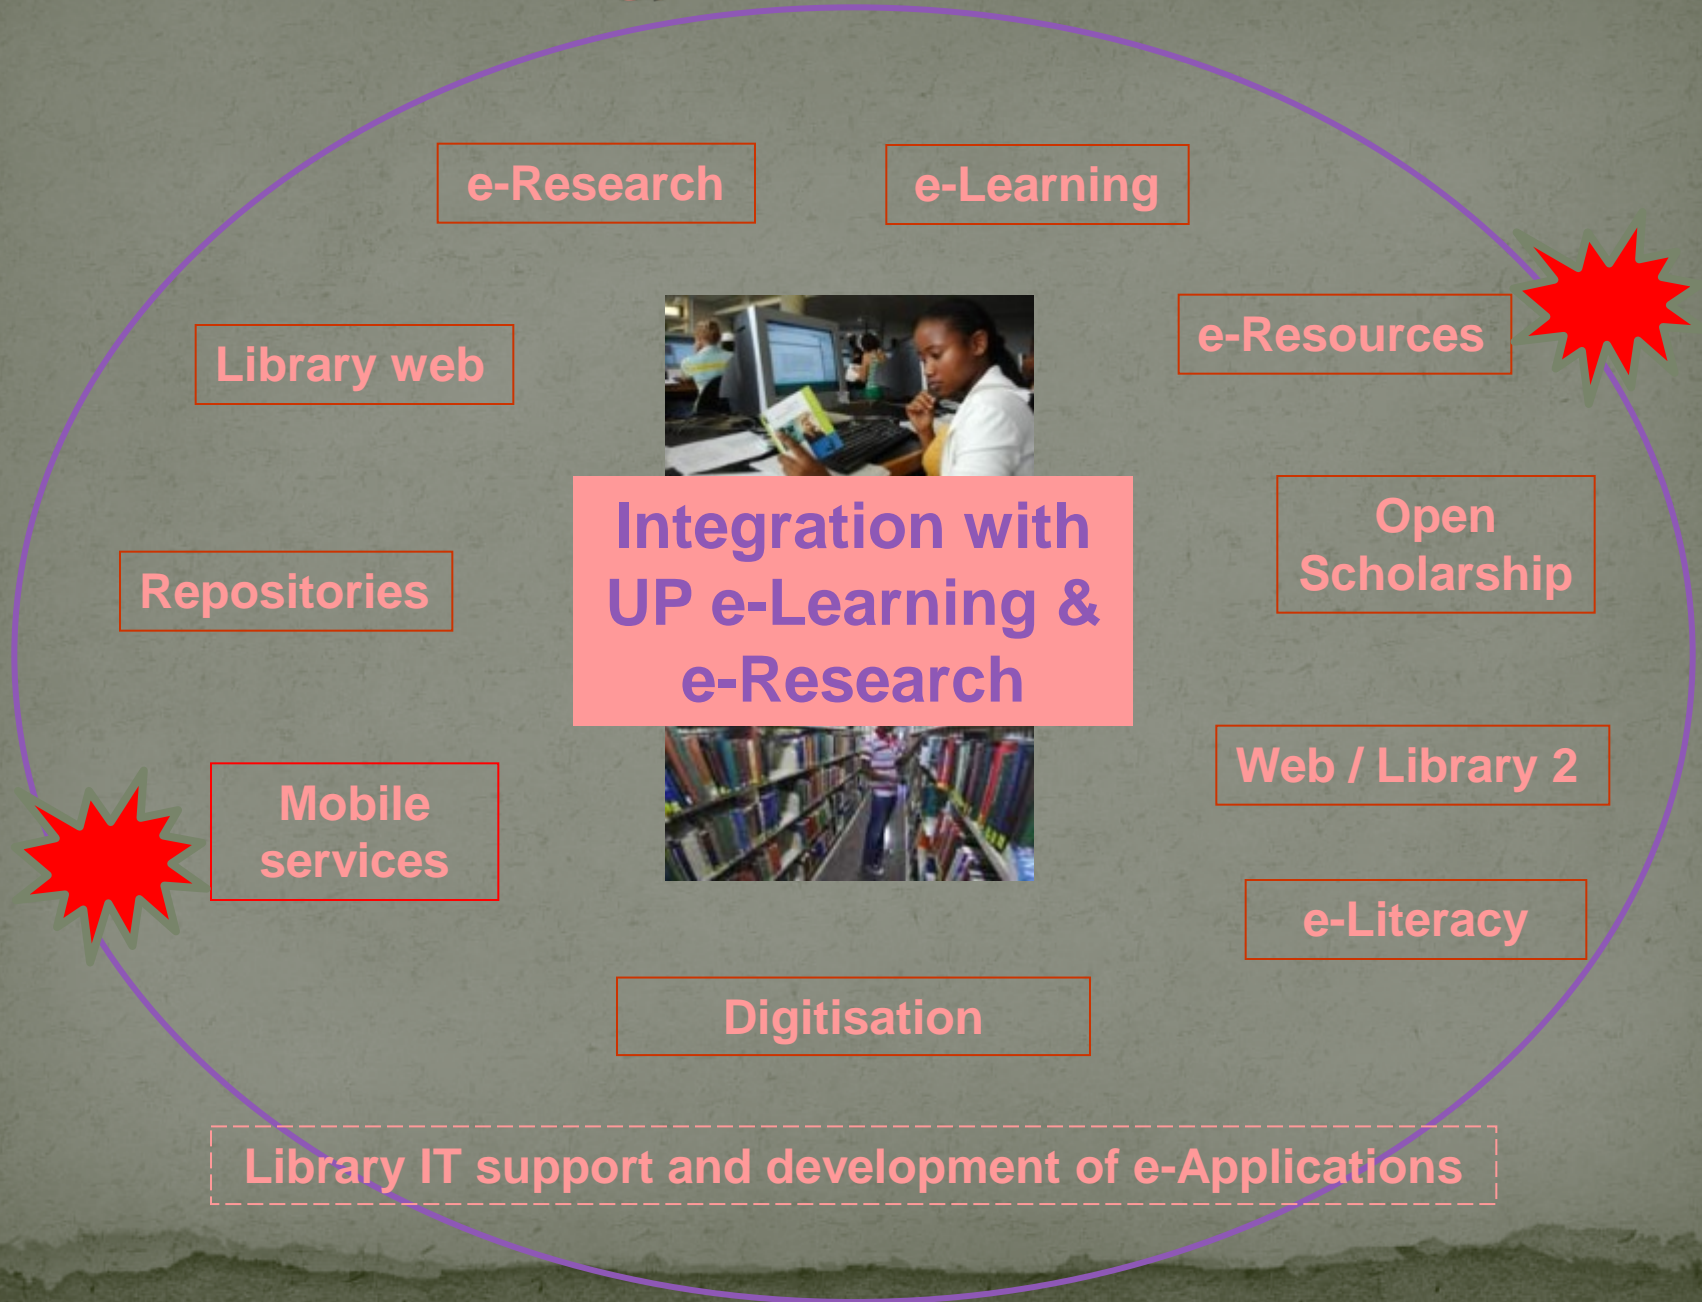 e-Research
e-Learning
e-Resources
Library web
Integration with
UP e-Learning &
e-Research
Open
Scholarship
Repositories
Web / Library 2
Mobile
services
e-Literacy
Digitisation
Library IT support and development of e-Applications